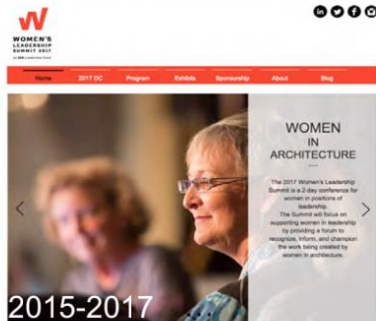 WOMEN'S
LEADERSHIP
SUMMIT 2017
Home 2017 DC Program Exhibits Sponsorship About Blog
WOMEN
IN
ARCHITECTURE
The 2017 Women's Leadership
Summit is a 2-day conference for
women in positions of
leadership.
The Summit will focus on
supporting women in leadership
by providing a forum to
recognize, inform, and champion
the work being created by
women in architecture.
2015-2017